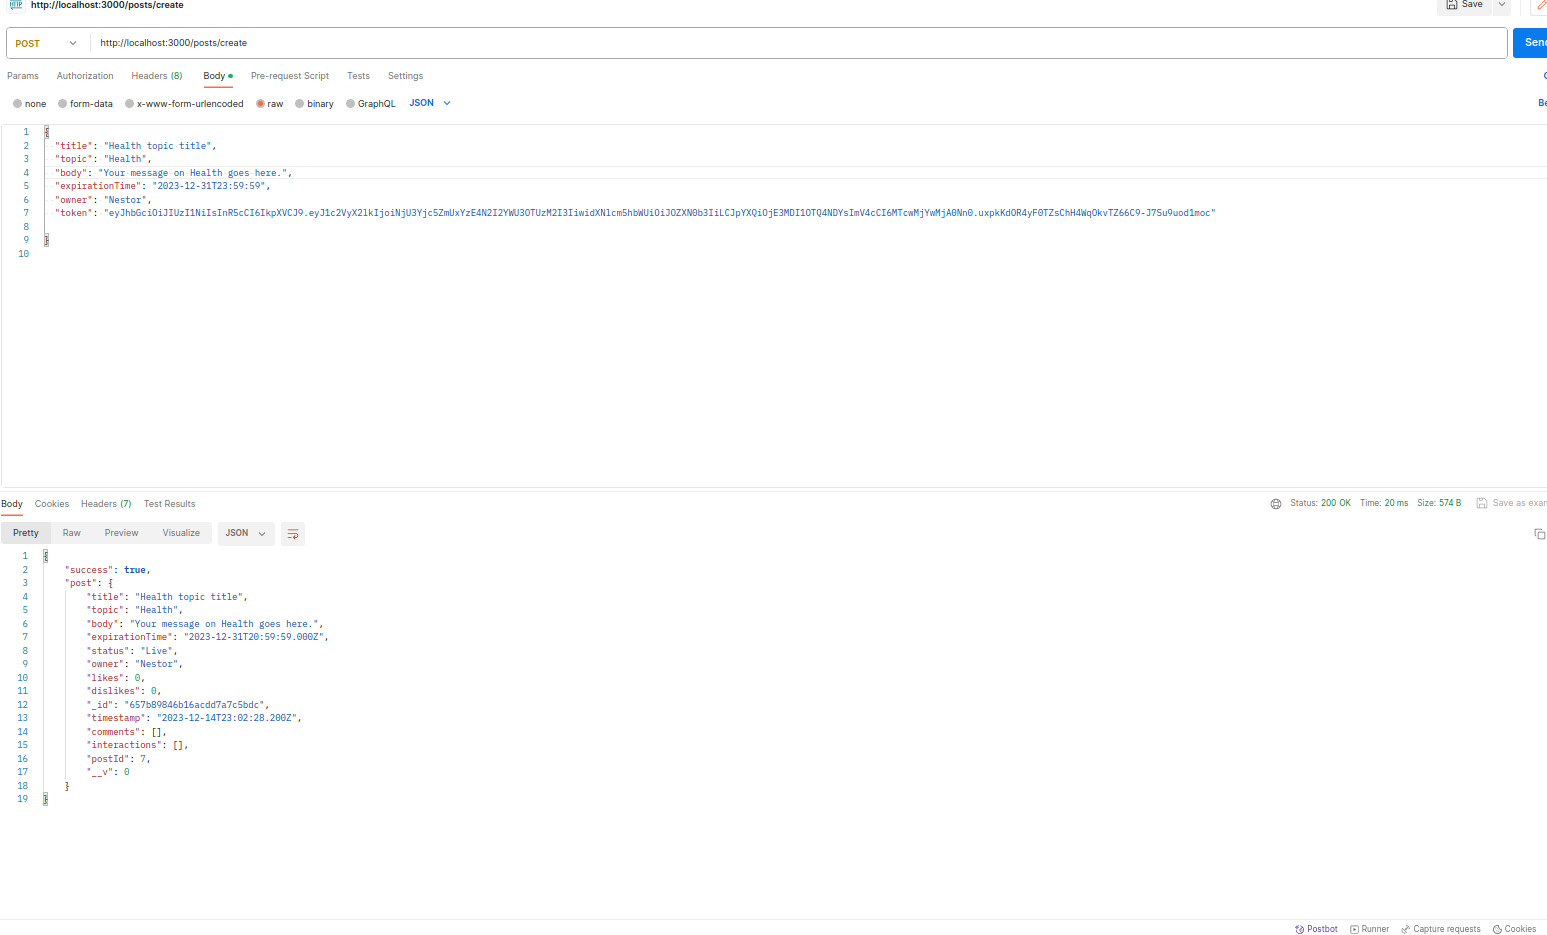 HTTP http://localhost:3000/posts/create
Save
POST http://localhost:3000/posts/create
Params Authorization Headers (8) Body Pre-request Script Tests Settings
none form-data x-www-form-urlencoded raw binary GraphQL JSON
1 {
2 "title": "Health topic title",
3 "topic": "Health",
4 "body": "Your message on Health goes here.",
5 "expirationTime": "2023-12-31T23:59:59",
6 "owner": "Nestor",
7 "token":
8
9 }
10
Body Cookies Headers (7) Test Results Status: 200 OK Time: 20 ms Size: 574 B Save as
Pretty Raw Preview Visualize JSON
1 {
2 "success": true,
3 "post": {
4 "title": "Health topic title",
5 "topic": "Health",
6 "body": "Your message on Health goes here.",
7 "expirationTime": "2023-12-31T20:59:59.000Z",
8 "status": "Live",
9 "owner": "Nestor",
10 "likes": 0,
11 "dislikes": 0,
12 "_id": "657b89846b16acdd7a7c5bdc",
13 "timestamp": "2023-12-14T23:02:28.200Z",
14 "comments": [],
15 "interactions": [],
16 "postId": 7,
17 "__v": 0
18 }
19 }
Postbot Runner Capture requests Cookies